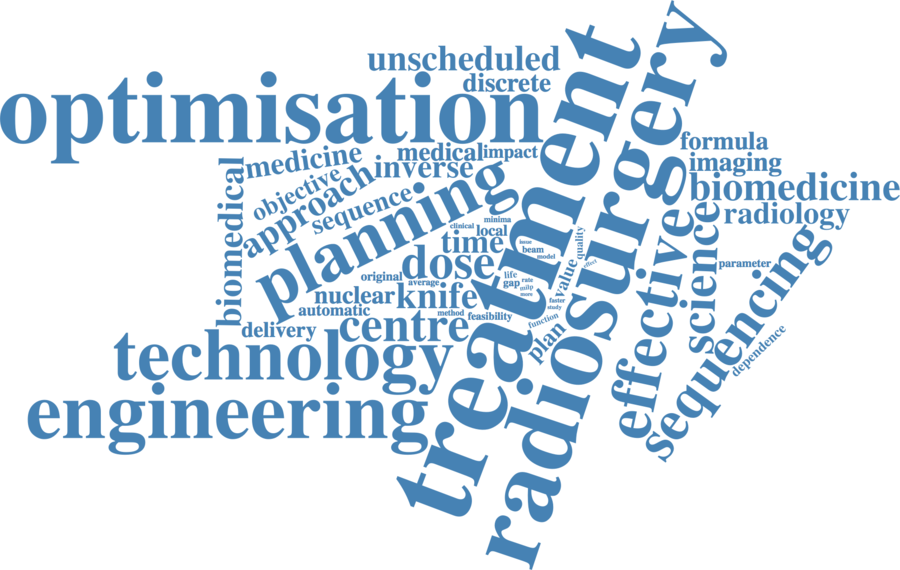 unscheduled
discrete
optimisation
treatment
radiosurgery
formula
imaging
biomedicine
radiology
medicine
medical
impact
inverse
objective
approach
sequence
planning
biomedical
minima
clinical
local
time
issue
beam
model
quality
effect
value
dose
original
average
life
gap
rate
milp
more
nuclear
knife
faster
study
automatic
method
feasibility
function
plan
delivery
centre
technology
engineering
effective
science
parameter
sequencing
dependence